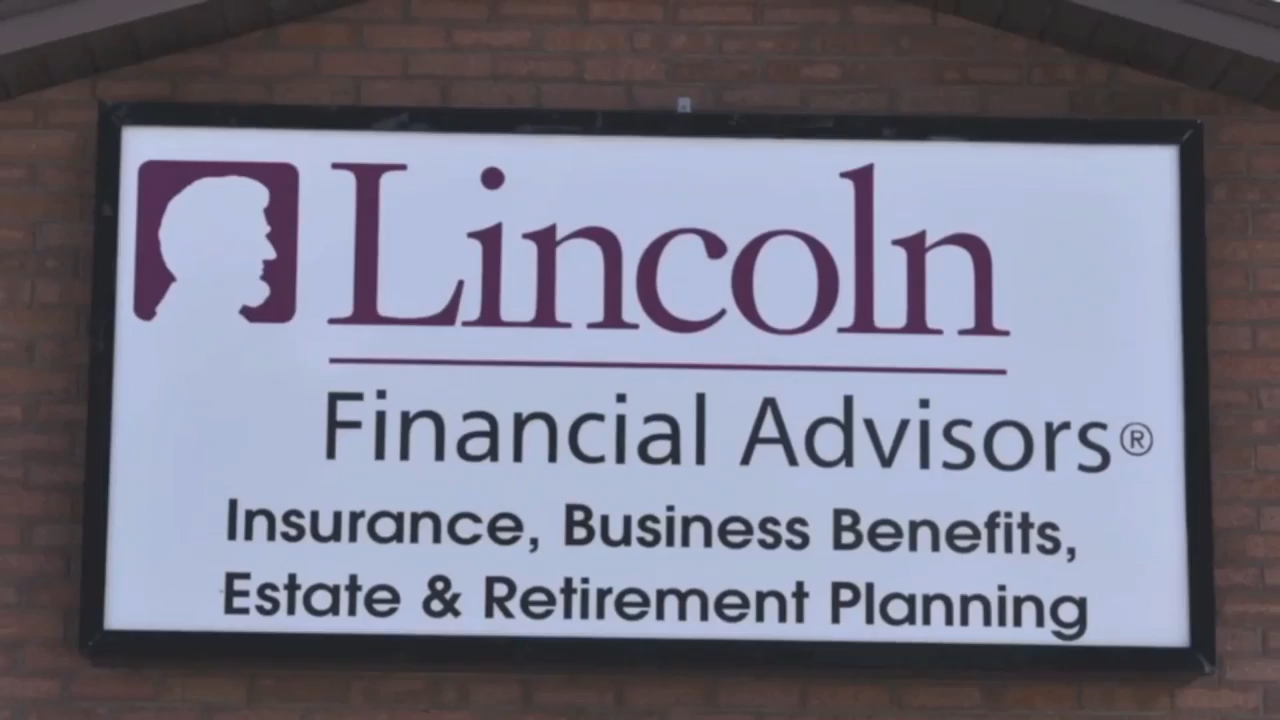 Lincoln
Financial Advisors®
Insurance, Business Benefits,
Estate & Retirement Planning